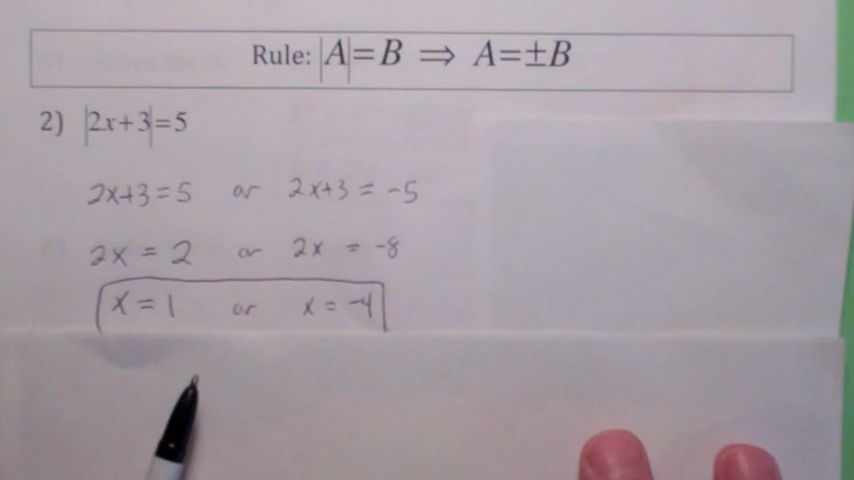 Rule: |A|=B ⟹ A=±B
2) |2x+3|=5
2x+3=5 or 2x+3 = -5
2x = 2 or 2x = -8
x = 1 or x = -4